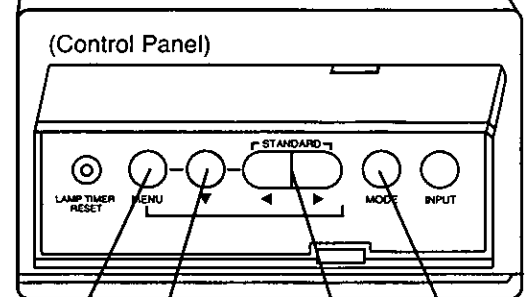 (Control Panel)
STANDARD
LAMP TIMER
RESET
MENU
▼
◀
▶
MODE
INPUT